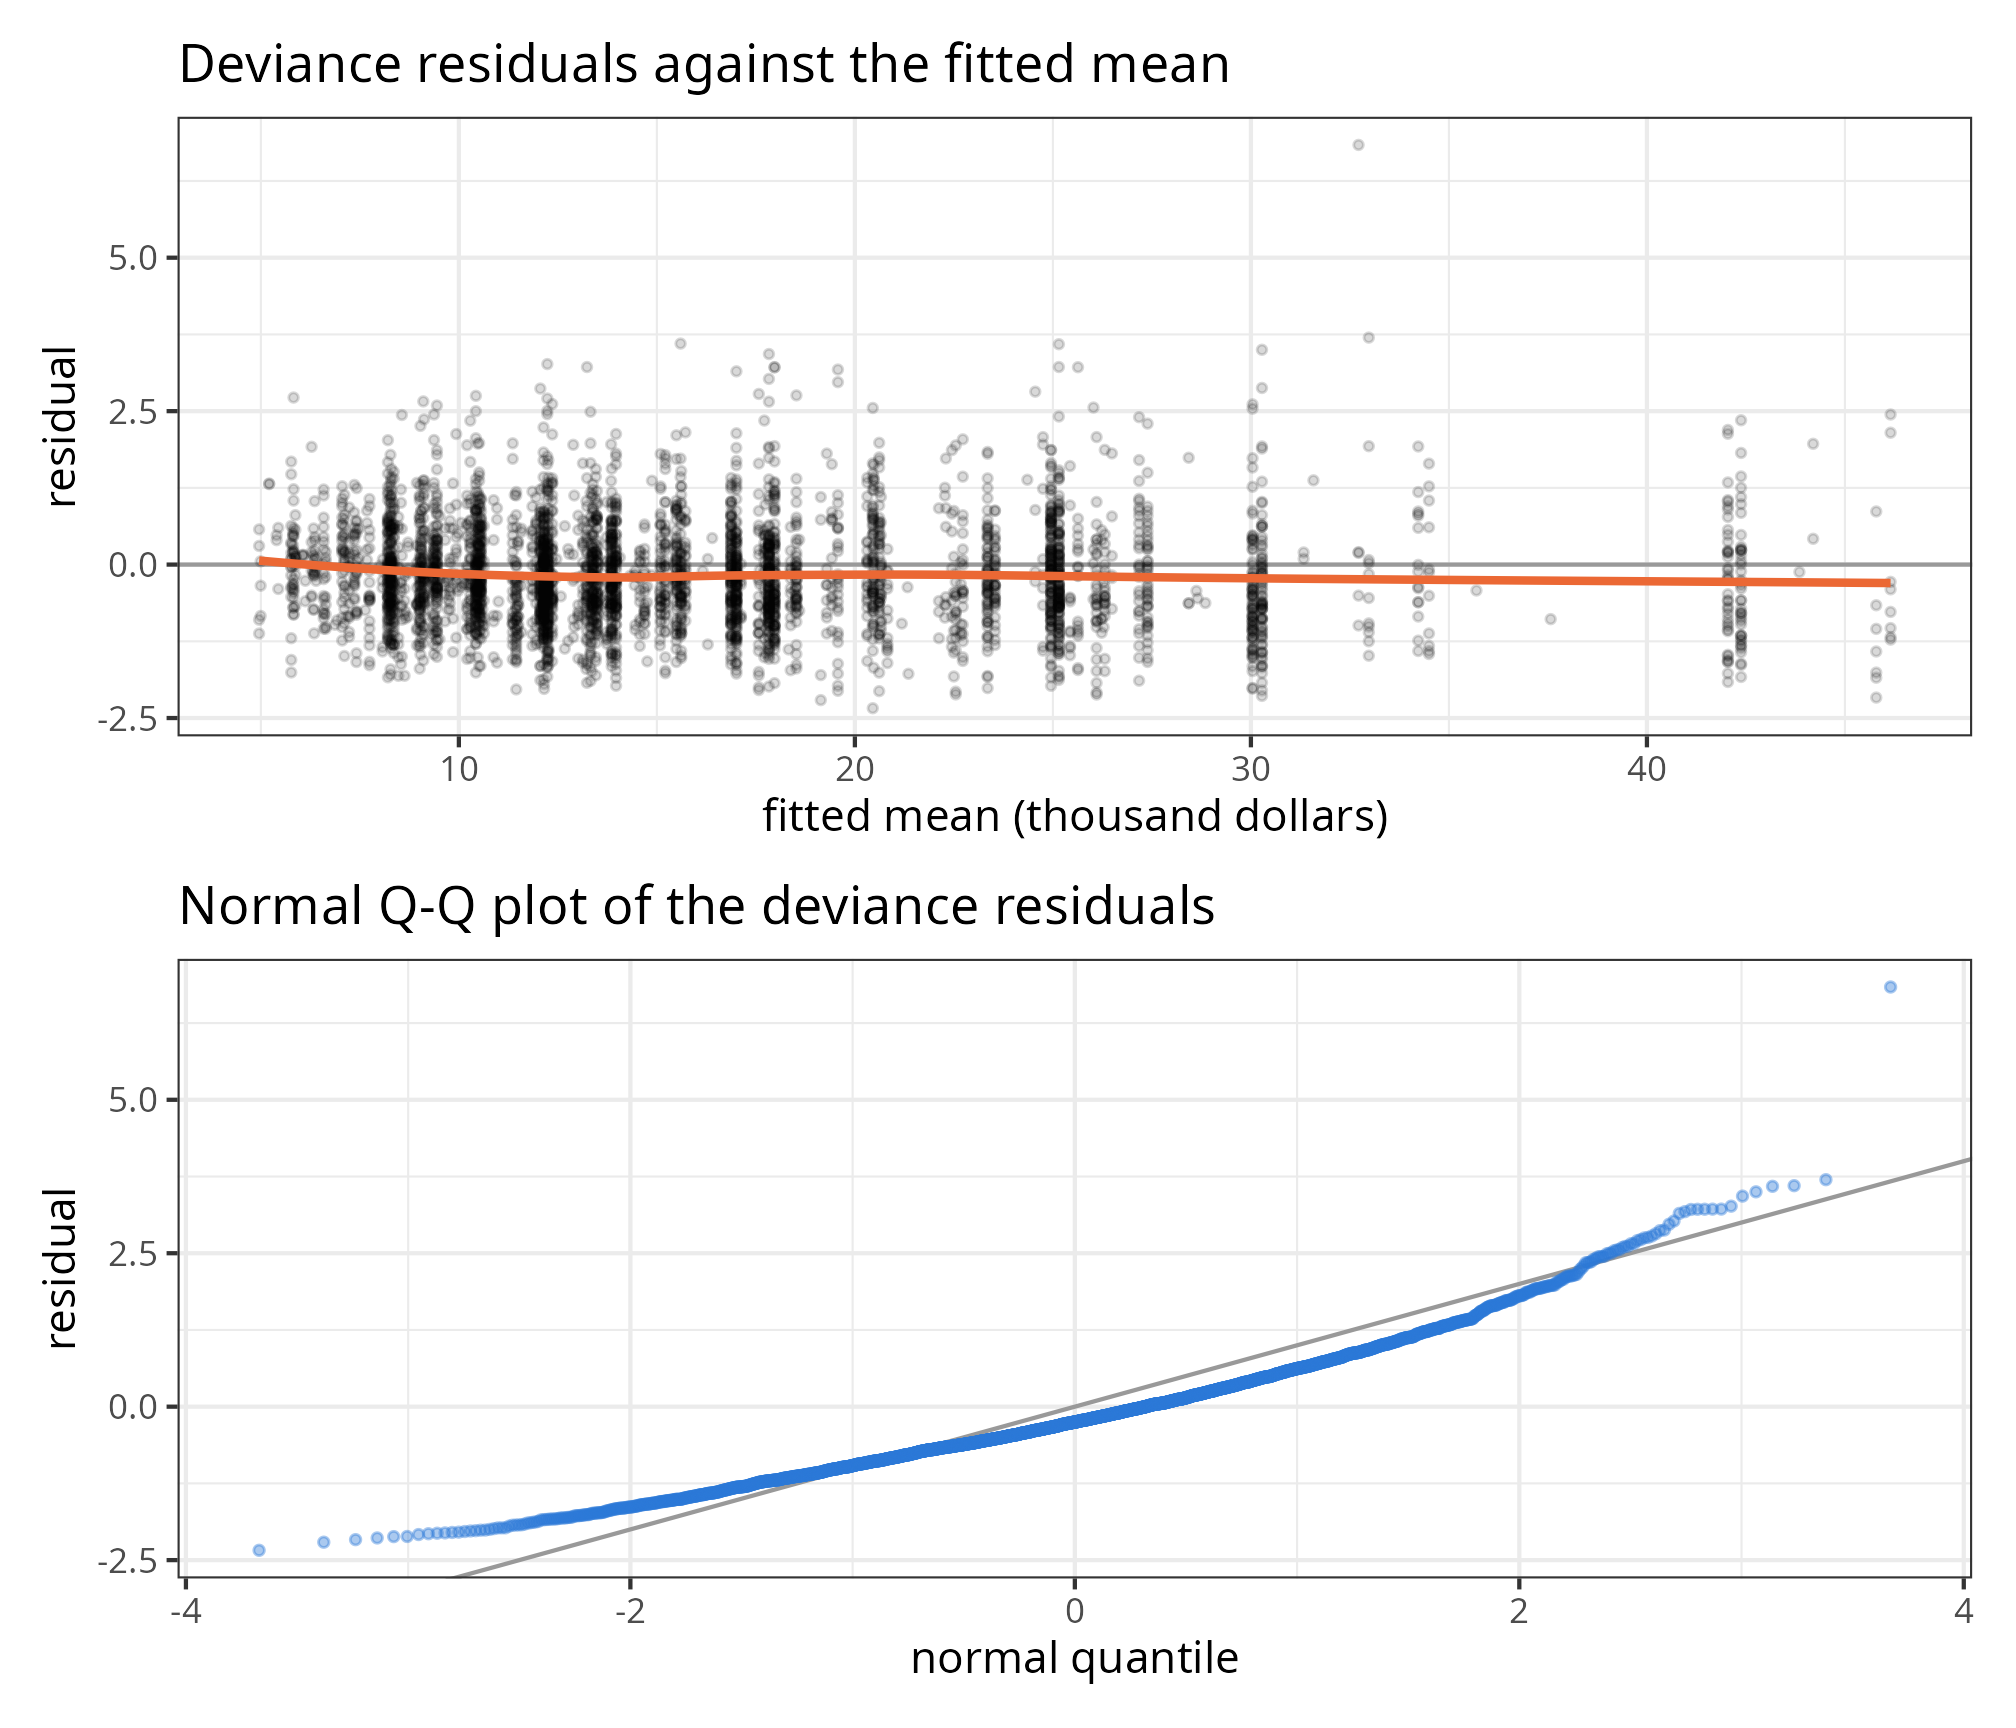 Deviance residuals against the fitted mean
5.0
2.5
0.0
-2.5
residual
10 20 30 40
fitted mean (thousand dollars)
Normal Q-Q plot of the deviance residuals
5.0
2.5
0.0
-2.5
residual
-4 -2 0 2 4
normal quantile